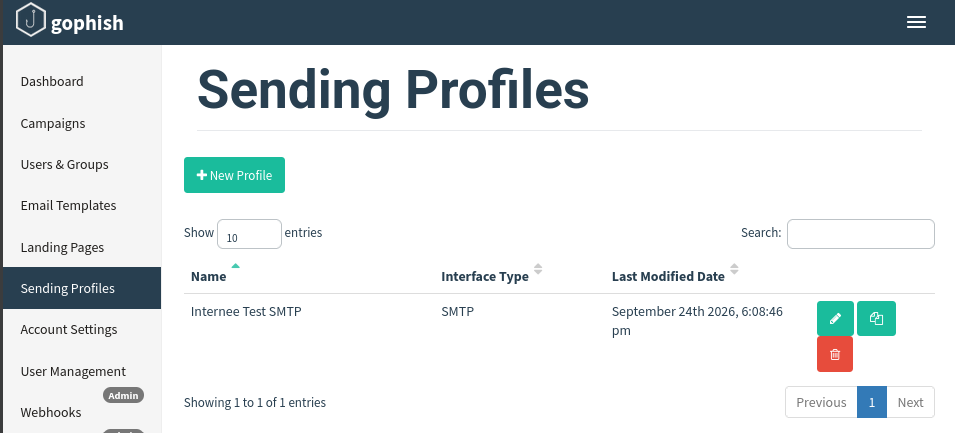 gophish
Dashboard
Campaigns
Users & Groups
Email Templates
Landing Pages
Sending Profiles
Account Settings
User Management
Admin
Webhooks
Sending Profiles
New Profile
Show 10 entries
Search:
Name Interface Type Last Modified Date
Internee Test SMTP SMTP September 24th 2026, 6:08:46
pm
Showing 1 to 1 of 1 entries
Previous 1 Next